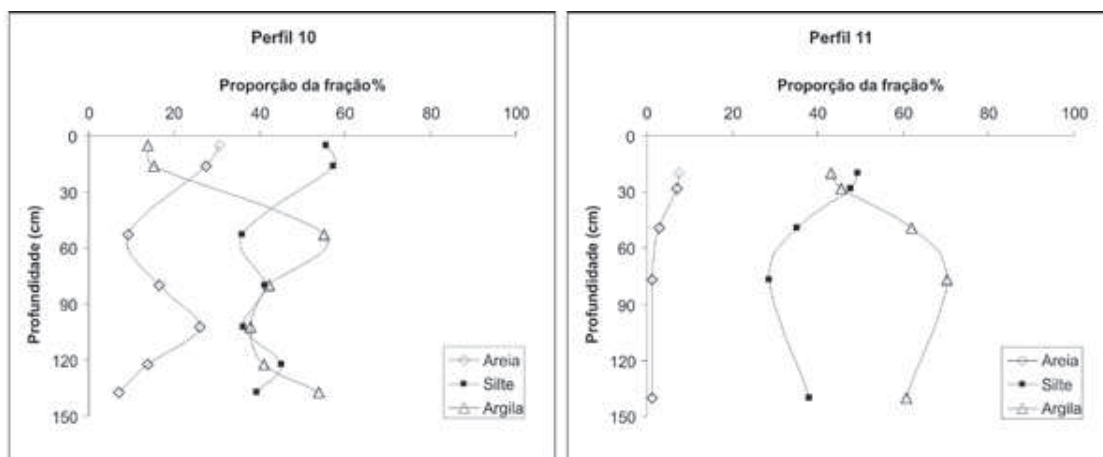 Perfil 10
Proporção da fração%
0 20 40 60 80 100
0
30
60
90
120
150
Profundidade (cm)
Areia
Silte
Argila
Perfil 11
Proporção da fração%
0 20 40 60 80 100
0
30
60
90
120
150
Profundidade (cm)
Areia
Silte
Argila